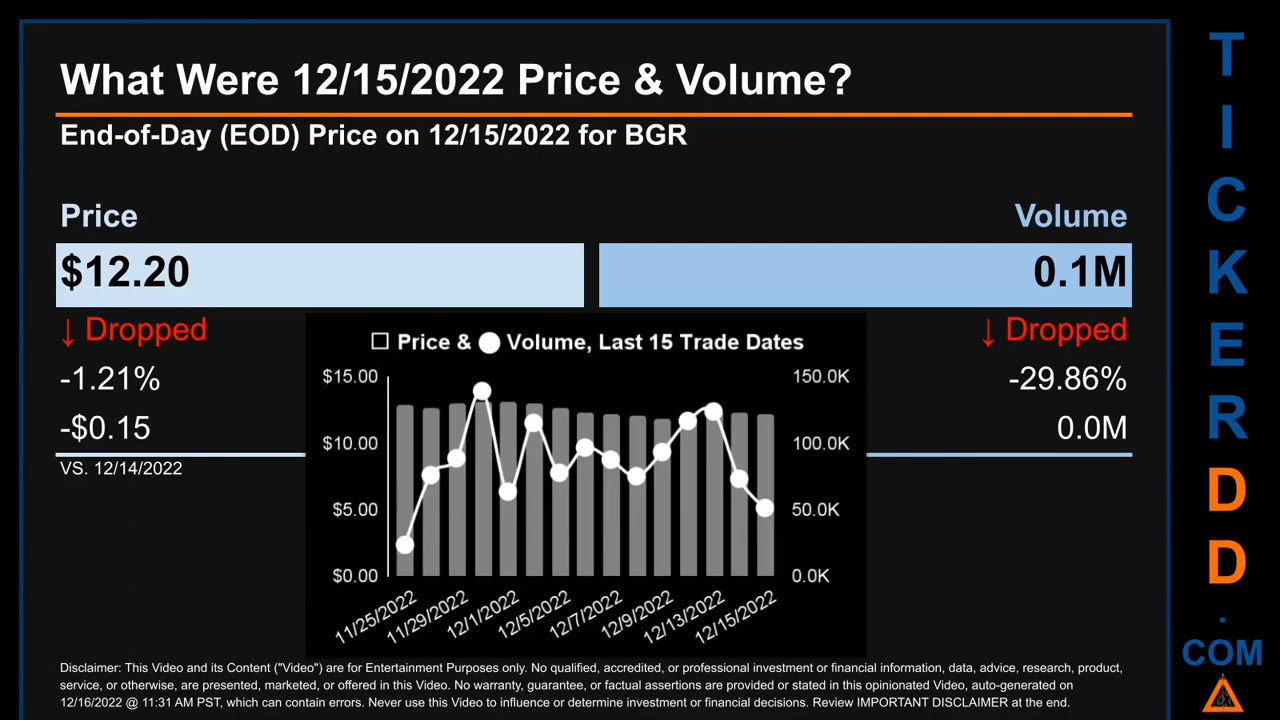 What Were 12/15/2022 Price & Volume?
End-of-Day (EOD) Price on 12/15/2022 for BGR
Price
Volume
$12.20
0.1M
↓ Dropped
↓ Dropped
-1.21%
-29.86%
-$0.15
0.0M
VS. 12/14/2022
Price & Volume, Last 15 Trade Dates
$15.00
150.0K
$10.00
100.0K
$5.00
50.0K
$0.00
0.0K
11/25/2022
11/29/2022
12/1/2022
12/5/2022
12/7/2022
12/9/2022
12/13/2022
12/15/2022
Disclaimer: This Video and its Content ("Video") are for Entertainment Purposes only. No qualified, accredited, or professional investment or financial information, data, advice, research, product,
service, or otherwise, are presented, marketed, or offered in this Video. No warranty, guarantee, or factual assertions are provided or stated in this opinionated Video, auto-generated on
12/16/2022 @ 11:31 AM PST, which can contain errors. Never use this Video to influence or determine investment or financial decisions. Review IMPORTANT DISCLAIMER at the end.
T
I
C
K
E
R
D
D
.
COM